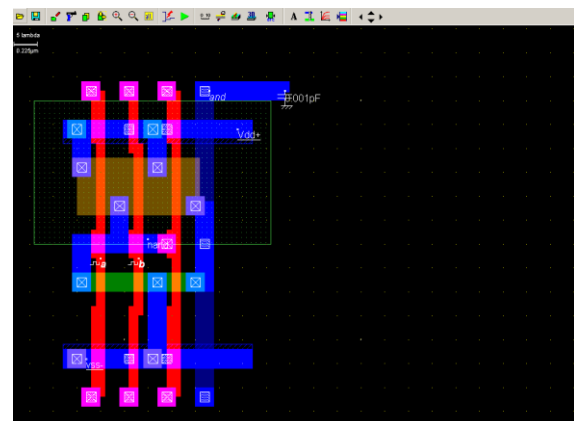 5 lambda
0.225µm
and
0.001pF
Vdd+
nand
a
b
vss-